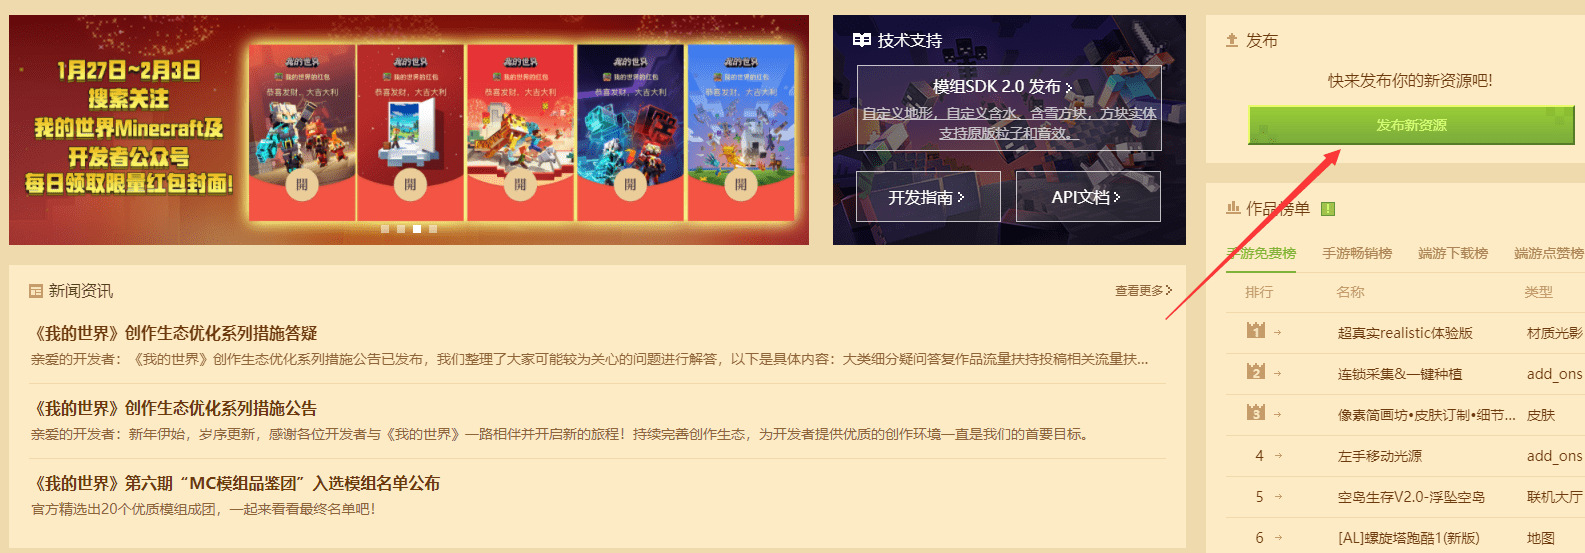 1月27日~2月3日
搜索关注
我的世界Minecraft及
开发者公众号
每日领取限量红包封面!
我的世界 我的世界 我的世界 我的世界 我的世界
我的世界的红包 我的世界的红包 我的世界的红包 我的世界的红包 我的世界的红包
恭喜发财，大吉大利 恭喜发财，大吉大利 恭喜发财，大吉大利 恭喜发财，大吉大利 恭喜发财，大吉大利
開 開 開 開 開
技术支持
模组SDK 2.0 发布
自定义地形，自定义含水、含雪方块，方块实体
支持原版粒子和音效。
开发指南
API文档
发布
快来发布你的新资源吧!
发布新资源
新闻资讯
查看更多
《我的世界》创作生态优化系列措施答疑
亲爱的开发者：《我的世界》创作生态优化系列措施公告已发布，我们整理了大家可能较为关心的问题进行解答，以下是具体内容：大类细分疑问答复作品流量扶持投稿相关流量扶...
《我的世界》创作生态优化系列措施公告
亲爱的开发者：新年伊始，岁序更新，感谢各位开发者与《我的世界》一路相伴并开启新的旅程！持续完善创作生态，为开发者提供优质的创作环境一直是我们的首要目标。
《我的世界》第六期“MC模组品鉴团”入选模组名单公布
官方精选出20个优质模组成团，一起来看看最终名单吧!
作品榜单 !
手游免费榜 手游畅销榜 端游下载榜 端游点赞榜
排行 名称 类型
1 超真实realistic体验版 材质光影
2 连锁采集&一键种植 add_ons
3 像素简画坊•皮肤订制•细节... 皮肤
4 左手移动光源 add_ons
5 空岛生存V2.0-浮坠空岛 联机大厅
6 [AL]螺旋塔跑酷1(新版) 地图